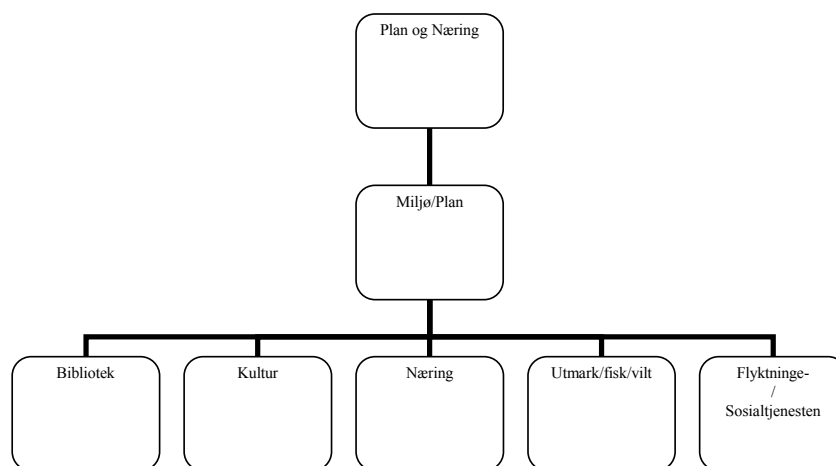 Plan og Næring
Miljø/Plan
Bibliotek
Kultur
Næring
Utmark/fisk/vilt
Flyktninge-
/
Sosialtjenesten